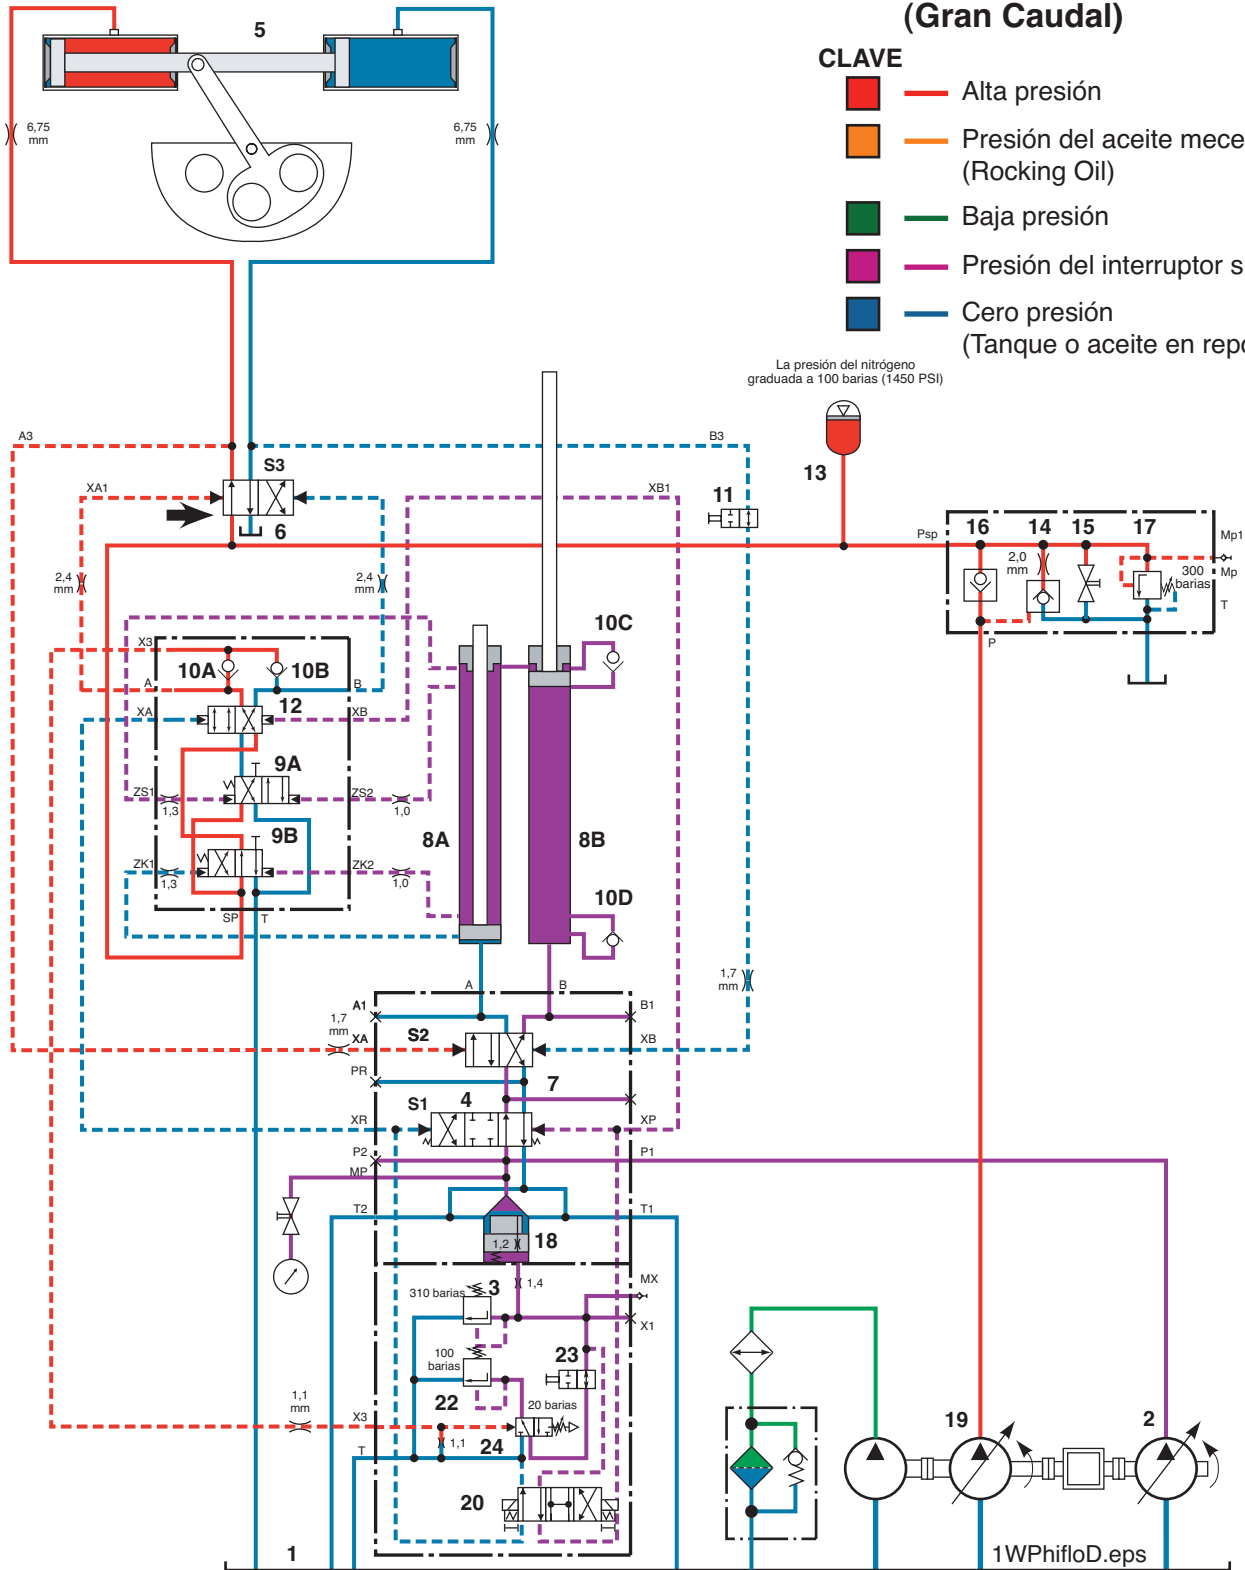 (Gran Caudal)
CLAVE
Alta presión
Presión del aceite mece
(Rocking Oil)
Baja presión
Presión del interruptor s
Cero presión
(Tanque o aceite en repo
5
6,75
mm
6,75
mm
La presión del nitrógeno
graduada a 100 barias (1450 PSI)
A3
B3
S3
13
XA1
XB1
11
6
Psp
16
14
15
17
Mp1
2,0
mm
300
barias
Mp
T
P
2,4
mm
2,4
mm
X3
10A
10B
10C
A
B
XA
12
XB
9A
ZS1
1,3
ZS2
1,0
9B
8A
8B
ZK1
1,3
ZK2
1,0
10D
SP
T
1,7
mm
A
B
A1
B1
1,7
mm
XA
S2
XB
PR
7
S1
4
XR
XP
P2
P1
MP
T2
T1
1,2
18
1,4
MX
310 barias
3
X1
100
barias
23
22
20 barias
1,1
mm
X3
1,1
24
T
19
2
20
1
1WPhifloD.eps